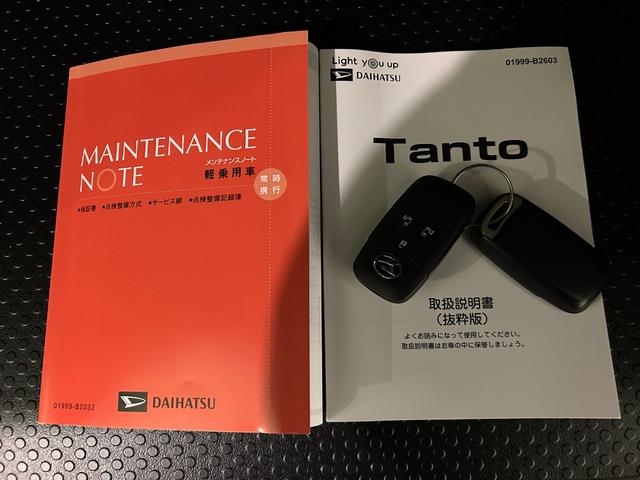 MAINTENANCE
NOTE
メンテナンスノート
軽乗用車
常時
携行
●保証書 ●点検整備方式 ●サービス網 ●点検整備記録簿
01989-B2032
DAIHATSU
Light you up
DAIHATSU
01999-B2603
Tanto
取扱説明書
（抜粋版）
よくお読みになって使用してください。
取扱説明書はお車の中に保管しましょう。